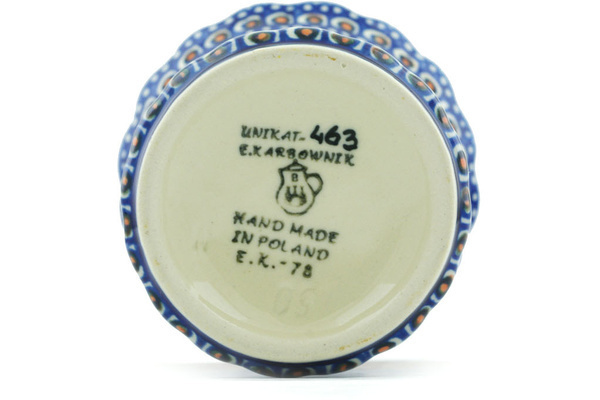 UNIKAT-463
E.KARBOWNIK
B
HAND MADE
IN POLAND
E.K.-78